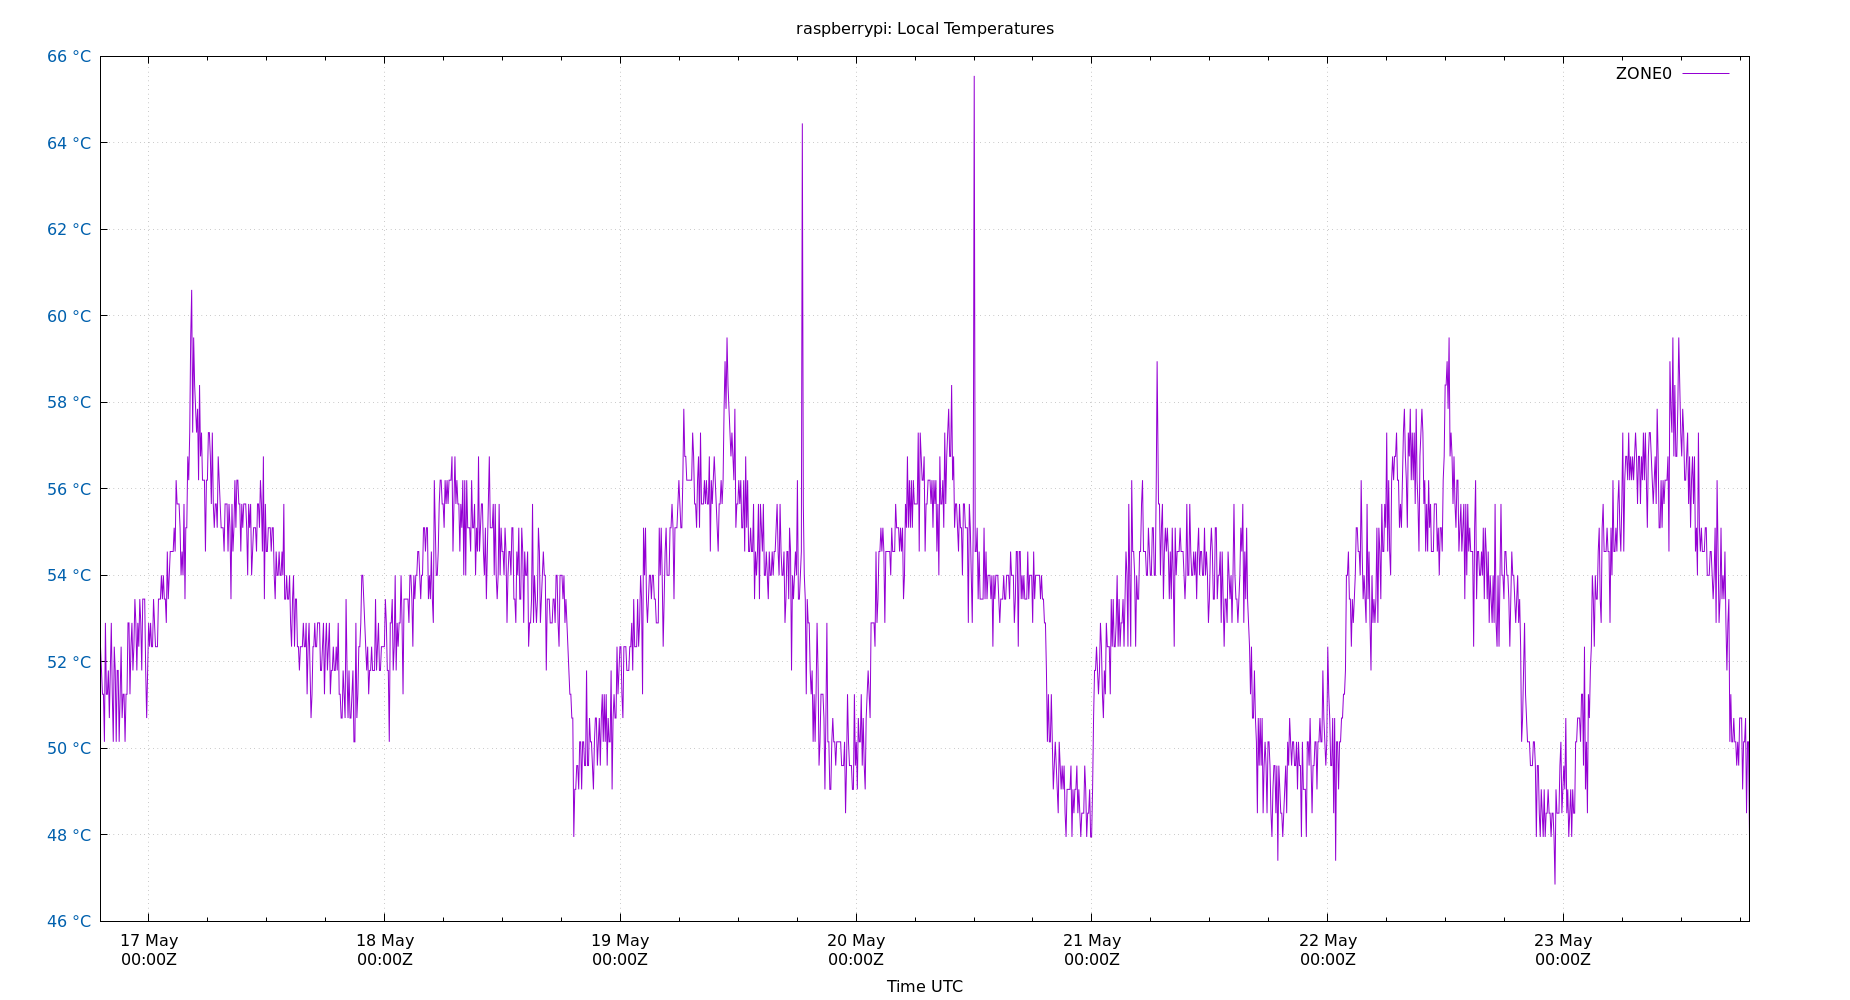 raspberrypi: Local Temperatures
ZONE0
66 °C
64 °C
62 °C
60 °C
58 °C
56 °C
54 °C
52 °C
50 °C
48 °C
46 °C
17 May
00:00Z
18 May
00:00Z
19 May
00:00Z
20 May
00:00Z
21 May
00:00Z
22 May
00:00Z
23 May
00:00Z
Time UTC